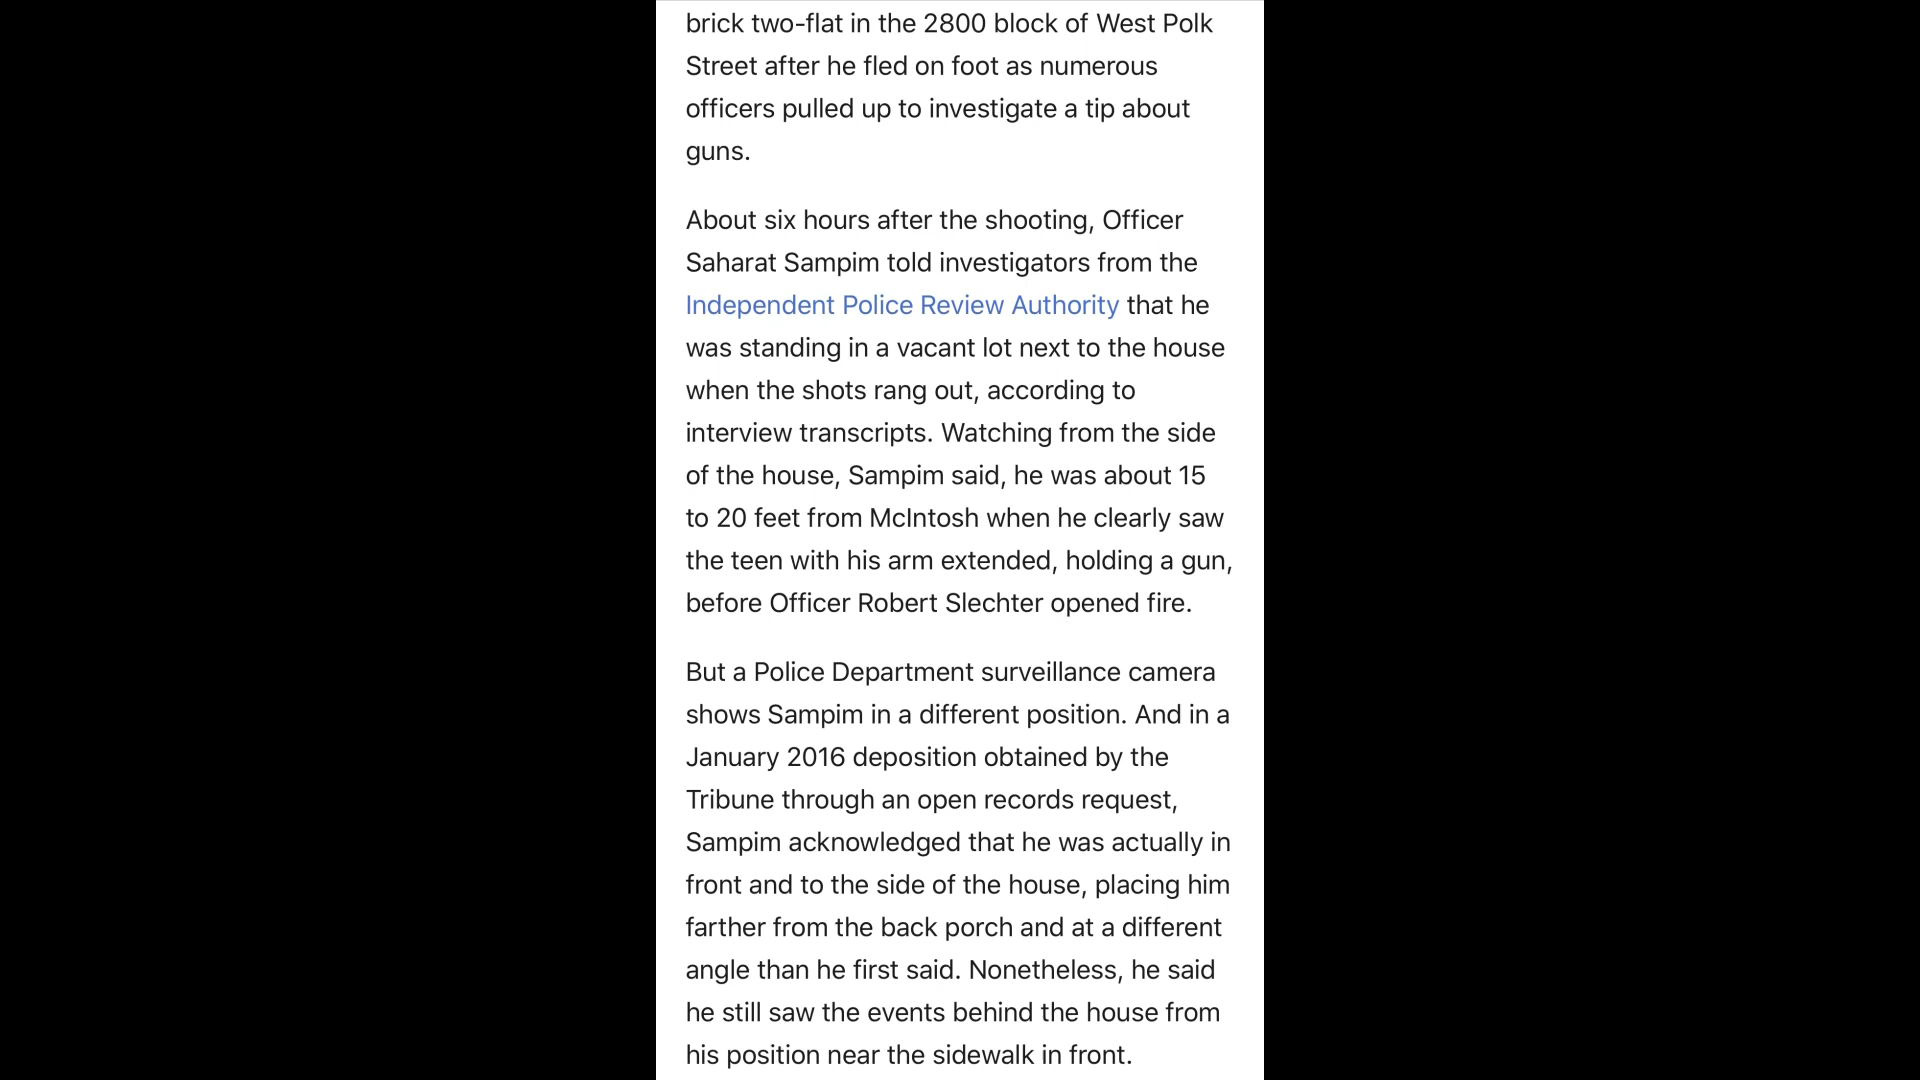 brick two-flat in the 2800 block of West Polk
Street after he fled on foot as numerous
officers pulled up to investigate a tip about
guns.
About six hours after the shooting, Officer
Saharat Sampim told investigators from the
Independent Police Review Authority that he
was standing in a vacant lot next to the house
when the shots rang out, according to
interview transcripts. Watching from the side
of the house, Sampim said, he was about 15
to 20 feet from McIntosh when he clearly saw
the teen with his arm extended, holding a gun,
before Officer Robert Slechter opened fire.
But a Police Department surveillance camera
shows Sampim in a different position. And in a
January 2016 deposition obtained by the
Tribune through an open records request,
Sampim acknowledged that he was actually in
front and to the side of the house, placing him
farther from the back porch and at a different
angle than he first said. Nonetheless, he said
he still saw the events behind the house from
his position near the sidewalk in front.